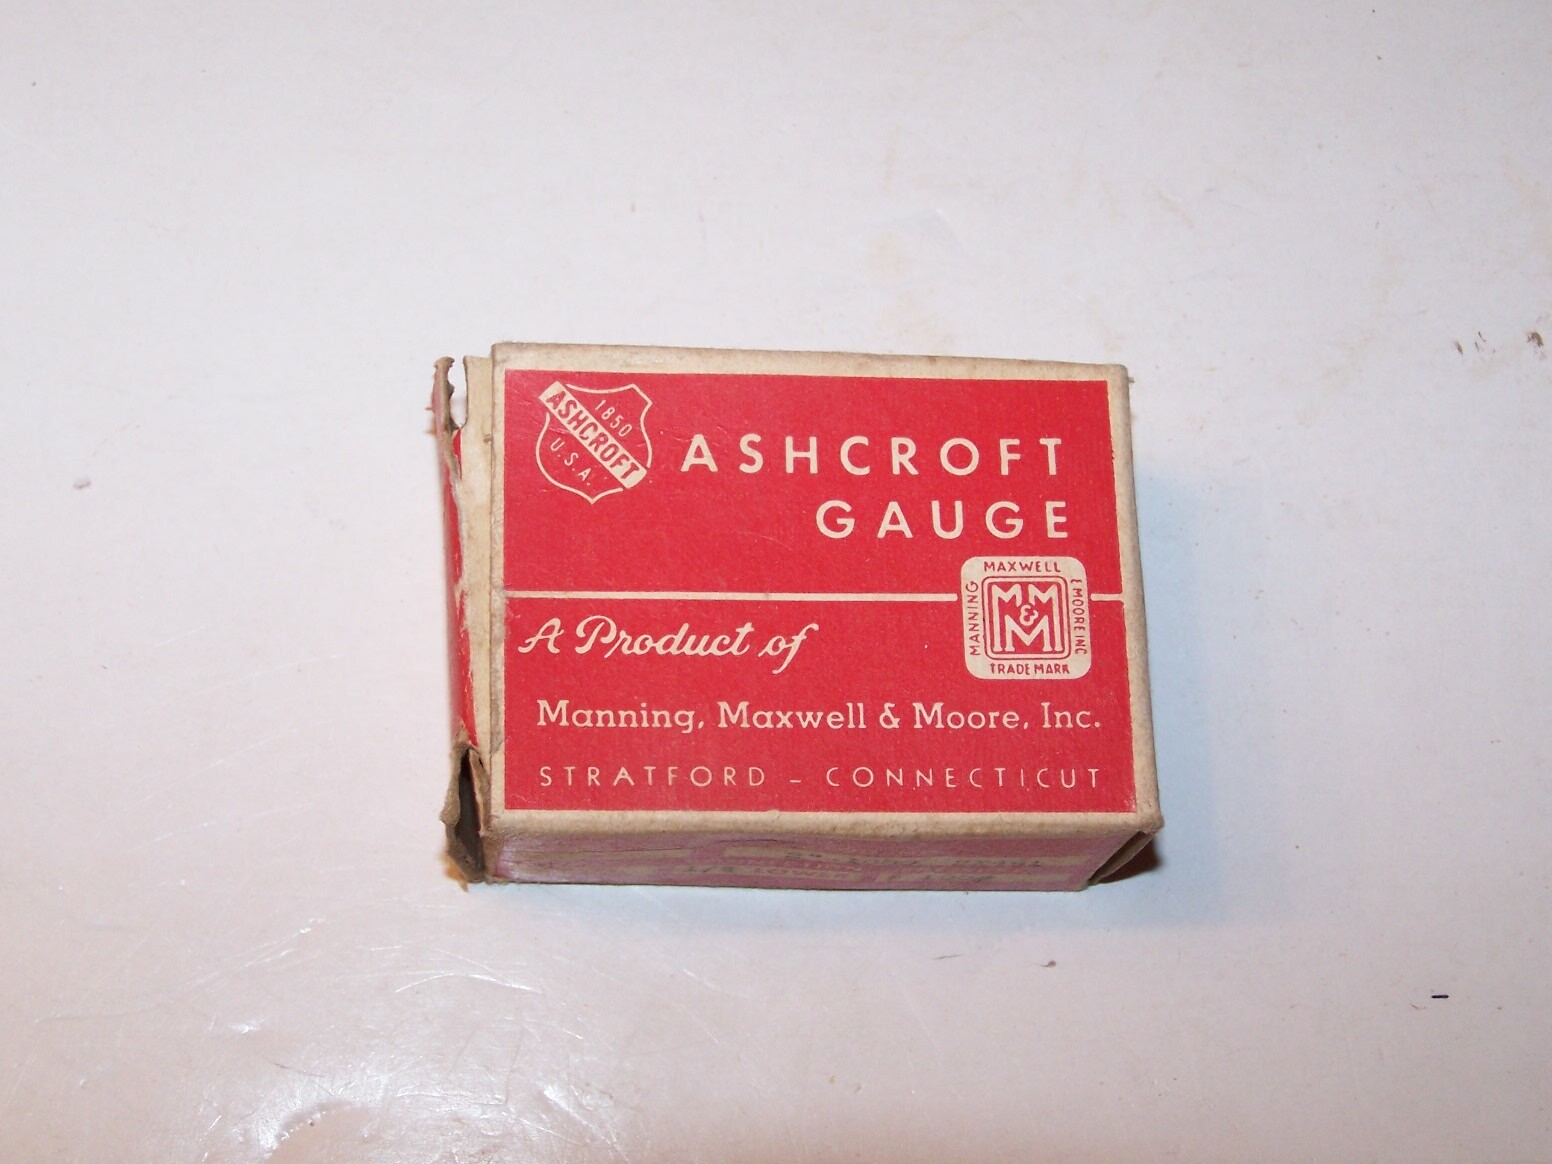 1850
ASHCROFT
U.S.A.
ASHCROFT
GAUGE
MAXWELL
MANNING
& MOORE INC
M&M
M
TRADE MARK
A Product of
Manning, Maxwell & Moore, Inc.
STRATFORD – CONNECTICUT